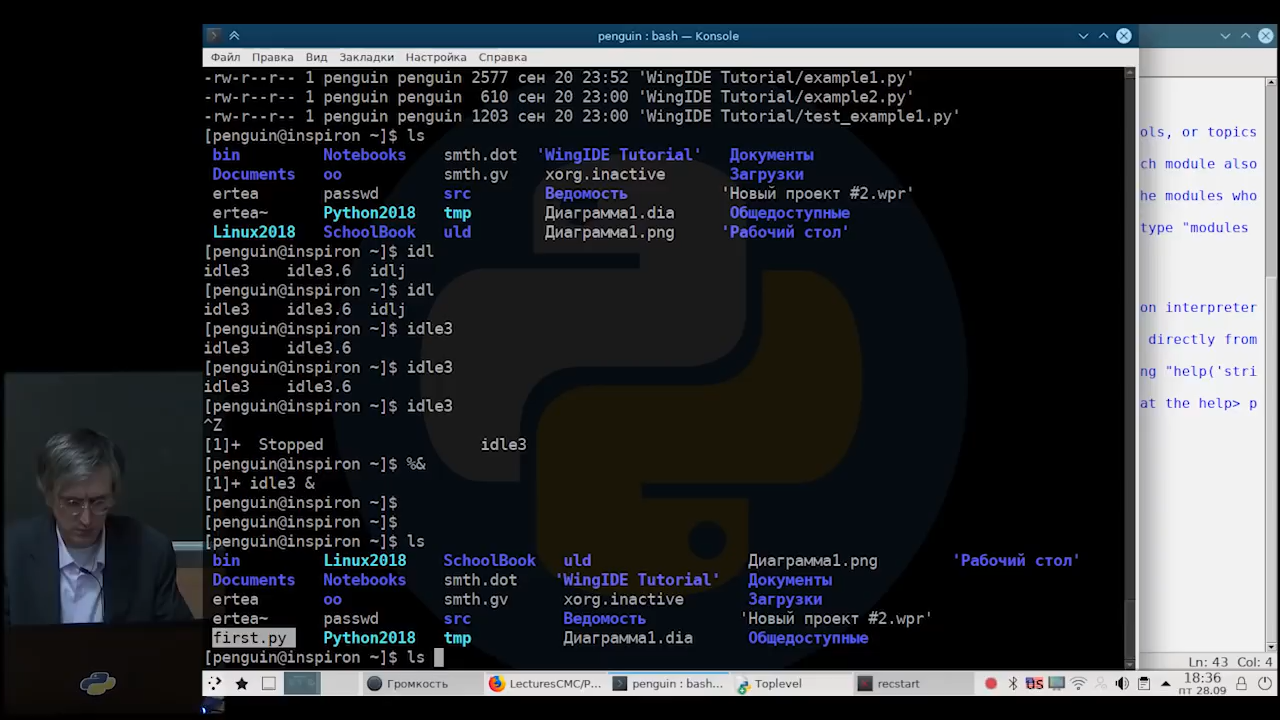 penguin : bash — Konsole
Файл Правка Вид Закладки Настройка Справка
-rw-r--r-- 1 penguin penguin 2577 сен 20 23:52 'WingIDE Tutorial/example1.py'
-rw-r--r-- 1 penguin penguin  610 сен 20 23:00 'WingIDE Tutorial/example2.py'
-rw-r--r-- 1 penguin penguin 1203 сен 20 23:00 'WingIDE Tutorial/test_example1.py'
[penguin@inspiron ~]$ ls
bin Notebooks smth.dot 'WingIDE Tutorial' Документы
Documents oo smth.gv xorg.inactive Загрузки
ertea passwd src Ведомость 'Новый проект #2.wpr'
ertea~ Python2018 tmp Диаграмма1.dia Общедоступные
Linux2018 SchoolBook uld Диаграмма1.png 'Рабочий стол'
[penguin@inspiron ~]$ idl
idle3 idle3.6 idlj
[penguin@inspiron ~]$ idl
idle3 idle3.6 idlj
[penguin@inspiron ~]$ idle3
idle3 idle3.6
[penguin@inspiron ~]$ idle3
idle3 idle3.6
[penguin@inspiron ~]$ idle3
^Z
[1]+ Stopped idle3
[penguin@inspiron ~]$ %&
[1]+ idle3 &
[penguin@inspiron ~]$
[penguin@inspiron ~]$
[penguin@inspiron ~]$ ls
bin Linux2018 SchoolBook uld Диаграмма1.png 'Рабочий стол'
Documents Notebooks smth.dot 'WingIDE Tutorial' Документы
ertea oo smth.gv xorg.inactive Загрузки
ertea~ passwd src Ведомость 'Новый проект #2.wpr'
first.py Python2018 tmp Диаграмма1.dia Общедоступные
[penguin@inspiron ~]$ ls
ols, or topics
ch module also
the modules who
type "modules
on interpreter
directly from
ng "help('stri
at the help> p
Ln: 43 Col: 4
Громкость LecturesCMC/P... penguin : bash... Toplevel recstart US 18:36
пт 28.09